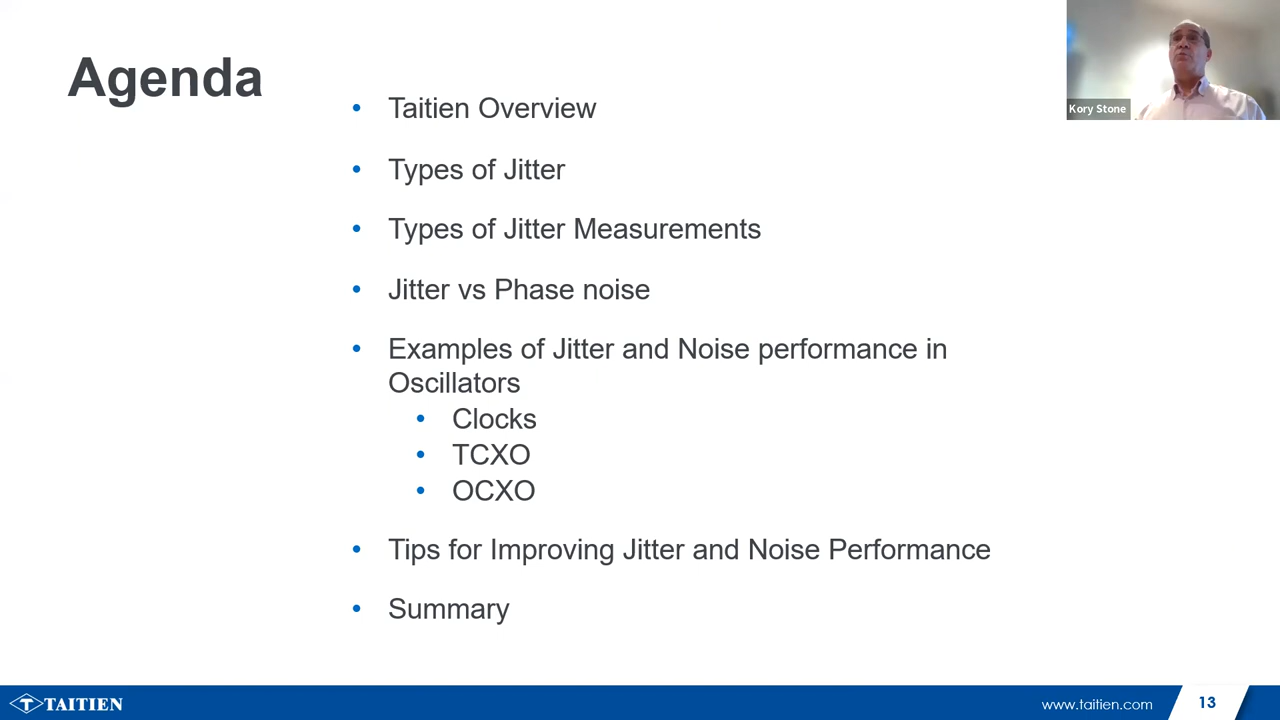 Agenda
Kory Stone
• Taitien Overview
• Types of Jitter
• Types of Jitter Measurements
• Jitter vs Phase noise
• Examples of Jitter and Noise performance in
Oscillators
• Clocks
• TCXO
• OCXO
• Tips for Improving Jitter and Noise Performance
• Summary
T TAITIEN
www.taitien.com
13